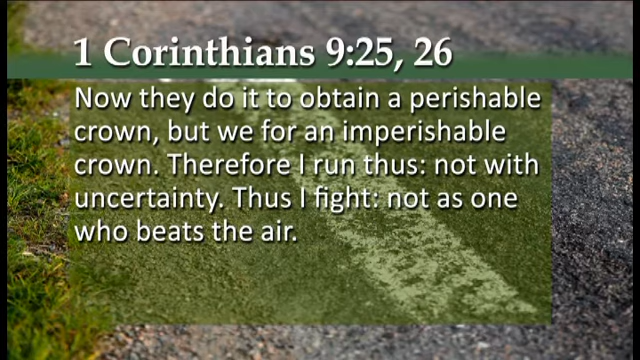 1 Corinthians 9:25, 26
Now they do it to obtain a perishable
crown, but we for an imperishable
crown. Therefore I run thus: not with
uncertainty. Thus I fight: not as one
who beats the air.